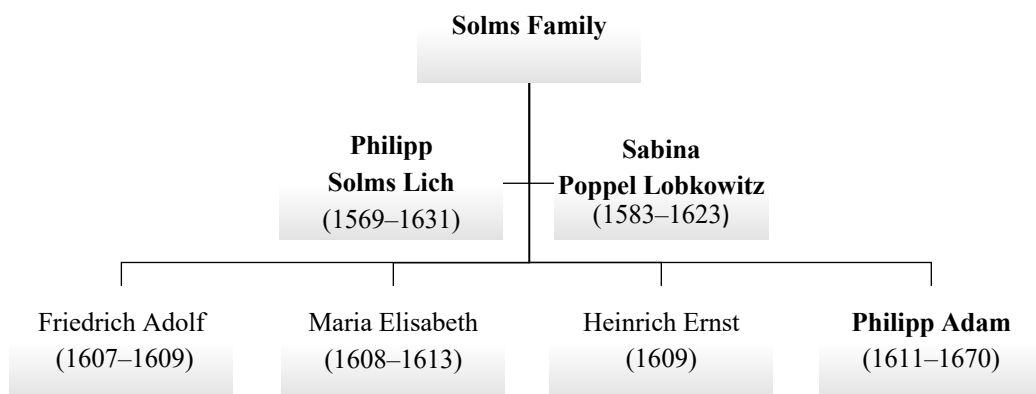 Solms Family
Philipp
Solms Lich
(1569–1631)
Sabina
Poppel Lobkowitz
(1583–1623)
Friedrich Adolf
(1607–1609)
Maria Elisabeth
(1608–1613)
Heinrich Ernst
(1609)
Philipp Adam
(1611–1670)